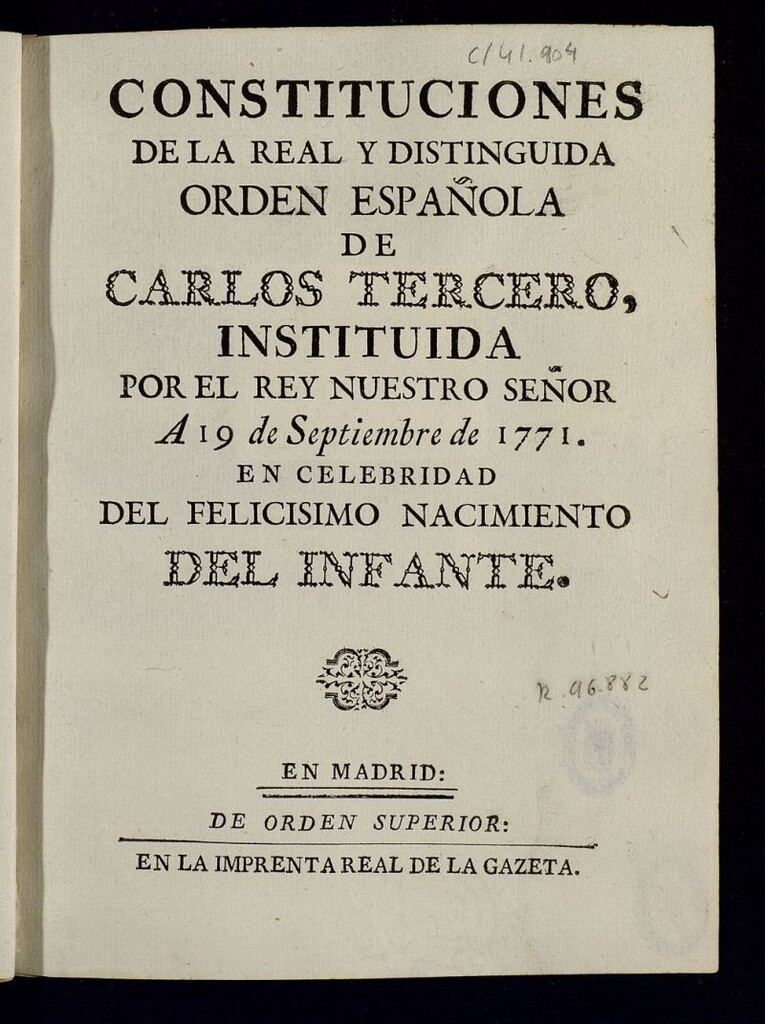 C/41.904
CONSTITUCIONES
DE LA REAL Y DISTINGUIDA
ORDEN ESPAÑOLA
DE
CARLOS TERCERO,
INSTITUIDA
POR EL REY NUESTRO SEÑOR
A 19 de Septiembre de 1771.
EN CELEBRIDAD
DEL FELICISIMO NACIMIENTO
DEL INFANTE.
R.96.882
EN MADRID:
DE ORDEN SUPERIOR:
EN LA IMPRENTA REAL DE LA GAZETA.